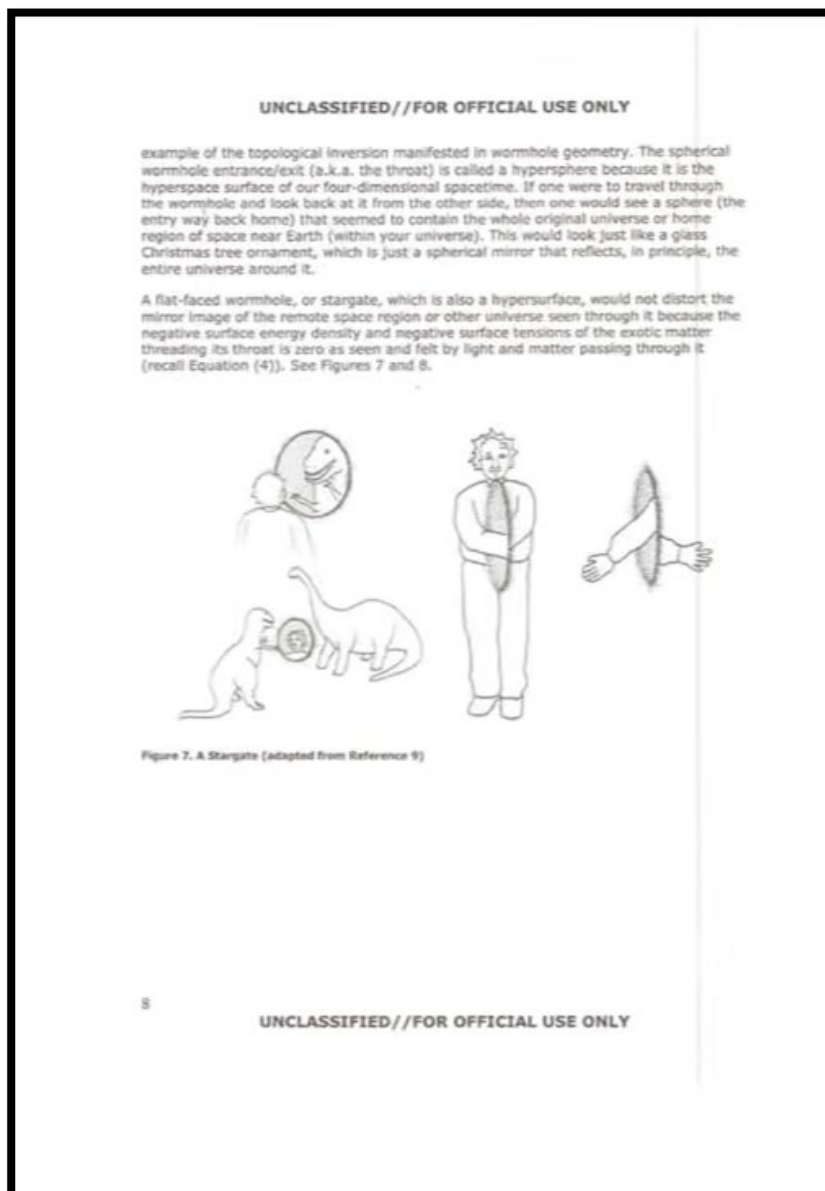 UNCLASSIFIED//FOR OFFICIAL USE ONLY
example of the topological inversion manifested in wormhole geometry. The spherical
wormhole entrance/exit (a.k.a. the throat) is called a hypersphere because it is the
hyperspace surface of our four-dimensional spacetime. If one were to travel through
the wormhole and look back at it from the other side, then one would see a sphere (the
entry way back home) that seemed to contain the whole original universe or home
region of space near Earth (within your universe). This would look just like a glass
Christmas tree ornament, which is just a spherical mirror that reflects, in principle, the
entire universe around it.
A flat-faced wormhole, or stargate, which is also a hypersurface, would not distort the
mirror image of the remote space region or other universe seen through it because the
negative surface energy density and negative surface tensions of the exotic matter
threading its throat is zero as seen and felt by light and matter passing through it
(recall Equation (4)). See Figures 7 and 8.
Figure 7. A Stargate (adapted from Reference 9)
8
UNCLASSIFIED//FOR OFFICIAL USE ONLY